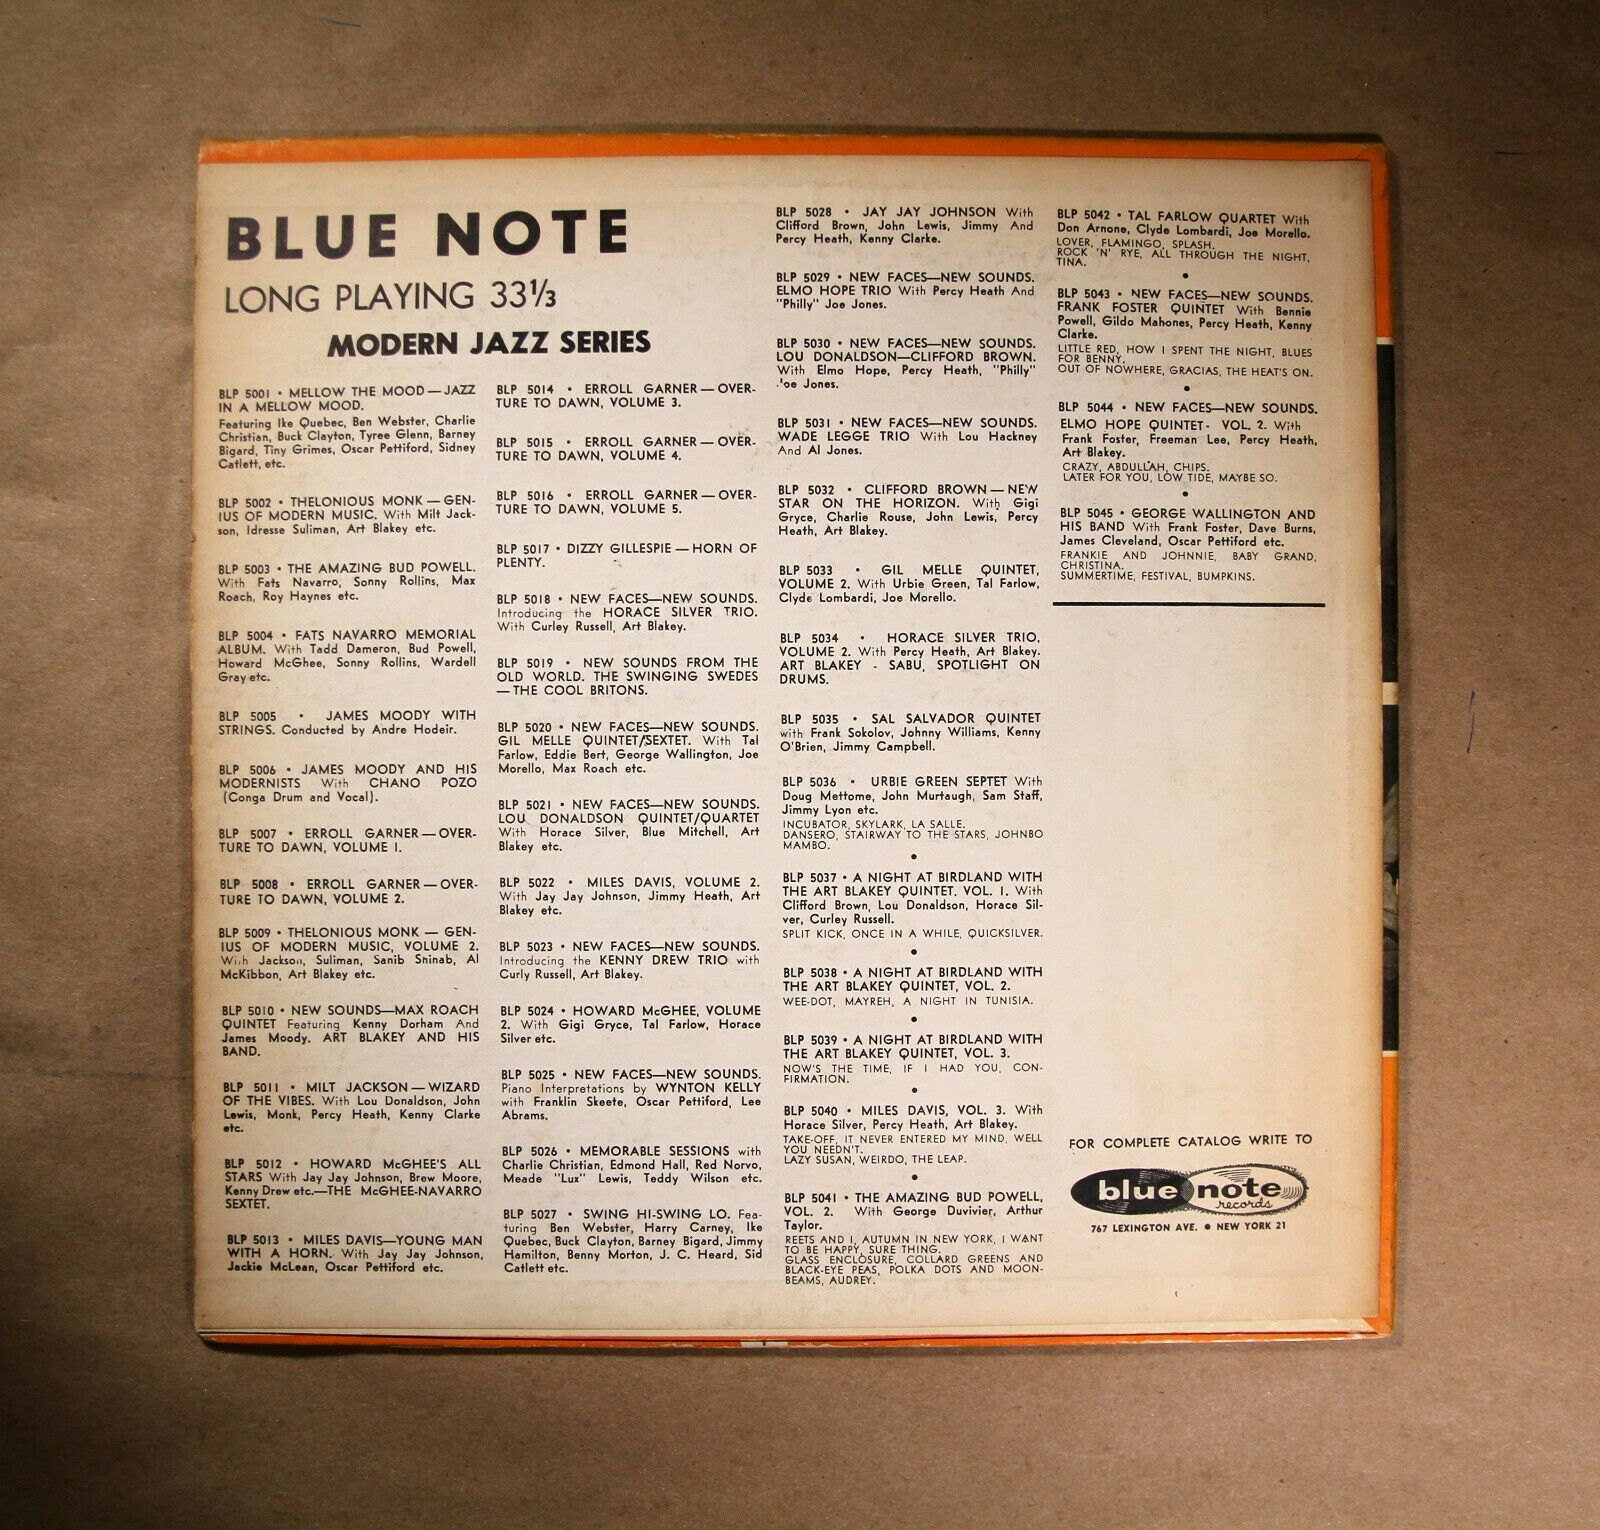 BLUE NOTE
LONG PLAYING 33⅓
MODERN JAZZ SERIES
BLP 5001 • MELLOW THE MOOD — JAZZ
IN A MELLOW MOOD.
Featuring Ike Quebec, Ben Webster, Charlie
Christian, Buck Clayton, Tyree Glenn, Barney
Bigard, Tiny Grimes, Oscar Pettiford, Sidney
Catlett, etc.
BLP 5002 • THELONIOUS MONK — GEN-
IUS OF MODERN MUSIC. With Milt Jack-
son, Idresse Suliman, Art Blakey etc.
BLP 5003 • THE AMAZING BUD POWELL.
With Fats Navarro, Sonny Rollins, Max
Roach, Roy Haynes etc.
BLP 5004 • FATS NAVARRO MEMORIAL
ALBUM. With Tadd Dameron, Bud Powell,
Howard McGhee, Sonny Rollins, Wardell
Gray etc.
BLP 5005 • JAMES MOODY WITH
STRINGS. Conducted by Andre Hodeir.
BLP 5006 • JAMES MOODY AND HIS
MODERNISTS With CHANO POZO
(Conga Drum and Vocal).
BLP 5007 • ERROLL GARNER — OVER-
TURE TO DAWN, VOLUME I.
BLP 5008 • ERROLL GARNER — OVER-
TURE TO DAWN, VOLUME 2.
BLP 5009 • THELONIOUS MONK — GEN-
IUS OF MODERN MUSIC, VOLUME 2.
With Jackson, Suliman, Sanib Sninab, Al
McKibbon, Art Blakey etc.
BLP 5010 • NEW SOUNDS—MAX ROACH
QUINTET Featuring Kenny Dorham And
James Moody. ART BLAKEY AND HIS
BAND.
BLP 5011 • MILT JACKSON — WIZARD
OF THE VIBES. With Lou Donaldson, John
Lewis, Monk, Percy Heath, Kenny Clarke
etc.
BLP 5012 • HOWARD McGHEE'S ALL
STARS With Jay Jay Johnson, Brew Moore,
Kenny Drew etc.—THE McGHEE-NAVARRO
SEXTET.
BLP 5013 • MILES DAVIS—YOUNG MAN
WITH A HORN. With Jay Jay Johnson,
Jackie McLean, Oscar Pettiford etc.
BLP 5014 • ERROLL GARNER — OVER-
TURE TO DAWN, VOLUME 3.
BLP 5015 • ERROLL GARNER — OVER-
TURE TO DAWN, VOLUME 4.
BLP 5016 • ERROLL GARNER — OVER-
TURE TO DAWN, VOLUME 5.
BLP 5017 • DIZZY GILLESPIE — HORN OF
PLENTY.
BLP 5018 • NEW FACES—NEW SOUNDS.
Introducing the HORACE SILVER TRIO.
With Curley Russell, Art Blakey.
BLP 5019 • NEW SOUNDS FROM THE
OLD WORLD. THE SWINGING SWEDES
— THE COOL BRITONS.
BLP 5020 • NEW FACES—NEW SOUNDS.
GIL MELLE QUINTET/SEXTET. With Tal
Farlow, Eddie Bert, George Wallington, Joe
Morello, Max Roach etc.
BLP 5021 • NEW FACES—NEW SOUNDS.
LOU DONALDSON QUINTET/QUARTET
With Horace Silver, Blue Mitchell, Art
Blakey etc.
BLP 5022 • MILES DAVIS, VOLUME 2.
With Jay Jay Johnson, Jimmy Heath, Art
Blakey etc.
BLP 5023 • NEW FACES—NEW SOUNDS.
Introducing the KENNY DREW TRIO with
Curly Russell, Art Blakey.
BLP 5024 • HOWARD McGHEE, VOLUME
2. With Gigi Gryce, Tal Farlow, Horace
Silver etc.
BLP 5025 • NEW FACES—NEW SOUNDS.
Piano Interpretations by WYNTON KELLY
with Franklin Skeete, Oscar Pettiford, Lee
Abrams.
BLP 5026 • MEMORABLE SESSIONS with
Charlie Christian, Edmond Hall, Red Norvo,
Meade "Lux" Lewis, Teddy Wilson etc.
BLP 5027 • SWING HI-SWING LO. Fea-
turing Ben Webster, Harry Carney, Ike
Quebec, Buck Clayton, Barney Bigard, Jimmy
Hamilton, Benny Morton, J. C. Heard, Sid
Catlett etc.
BLP 5028 • JAY JAY JOHNSON With
Clifford Brown, John Lewis, Jimmy And
Percy Heath, Kenny Clarke.
BLP 5029 • NEW FACES—NEW SOUNDS.
ELMO HOPE TRIO With Percy Heath And
"Philly" Joe Jones.
BLP 5030 • NEW FACES—NEW SOUNDS.
LOU DONALDSON—CLIFFORD BROWN.
With Elmo Hope, Percy Heath, "Philly"
Joe Jones.
BLP 5031 • NEW FACES—NEW SOUNDS.
WADE LEGGE TRIO With Lou Hackney
And Al Jones.
BLP 5032 • CLIFFORD BROWN — NEW
STAR ON THE HORIZON. With Gigi
Gryce, Charlie Rouse, John Lewis, Percy
Heath, Art Blakey.
BLP 5033 • GIL MELLE QUINTET,
VOLUME 2. With Urbie Green, Tal Farlow,
Clyde Lombardi, Joe Morello.
BLP 5034 • HORACE SILVER TRIO,
VOLUME 2. With Percy Heath, Art Blakey.
ART BLAKEY - SABU, SPOTLIGHT ON
DRUMS.
BLP 5035 • SAL SALVADOR QUINTET
with Frank Sokolov, Johnny Williams, Kenny
O'Brien, Jimmy Campbell.
BLP 5036 • URBIE GREEN SEPTET With
Doug Mettome, John Murtaugh, Sam Staff,
Jimmy Lyon etc.
INCUBATOR, SKYLARK, LA SALLE.
DANSERO, STAIRWAY TO THE STARS, JOHNBO
MAMBO.
•
BLP 5037 • A NIGHT AT BIRDLAND WITH
THE ART BLAKEY QUINTET, VOL. I. With
Clifford Brown, Lou Donaldson, Horace Sil-
ver, Curley Russell.
SPLIT KICK, ONCE IN A WHILE, QUICKSILVER.
•
BLP 5038 • A NIGHT AT BIRDLAND WITH
THE ART BLAKEY QUINTET, VOL. 2.
WEE-DOT, MAYREH, A NIGHT IN TUNISIA.
•
BLP 5039 • A NIGHT AT BIRDLAND WITH
THE ART BLAKEY QUINTET, VOL. 3.
NOW'S THE TIME, IF I HAD YOU, CON-
FIRMATION.
•
BLP 5040 • MILES DAVIS, VOL. 3. With
Horace Silver, Percy Heath, Art Blakey.
TAKE-OFF, IT NEVER ENTERED MY MIND, WELL
YOU NEEDN'T.
LAZY SUSAN, WEIRDO, THE LEAP.
•
BLP 5041 • THE AMAZING BUD POWELL,
VOL. 2. With George Duvivier, Arthur
Taylor.
REETS AND I, AUTUMN IN NEW YORK, I WANT
TO BE HAPPY, SURE THING.
GLASS ENCLOSURE, COLLARD GREENS AND
BLACK-EYE PEAS, POLKA DOTS AND MOON-
BEAMS, AUDREY.
BLP 5042 • TAL FARLOW QUARTET With
Don Arnone, Clyde Lombardi, Joe Morello.
LOVER, FLAMINGO, SPLASH.
ROCK 'N' RYE, ALL THROUGH THE NIGHT,
TINA.
•
BLP 5043 • NEW FACES—NEW SOUNDS.
FRANK FOSTER QUINTET With Bennie
Powell, Gildo Mahones, Percy Heath, Kenny
Clarke.
LITTLE RED, HOW I SPENT THE NIGHT, BLUES
FOR BENNY.
OUT OF NOWHERE, GRACIAS, THE HEAT'S ON.
•
BLP 5044 • NEW FACES—NEW SOUNDS.
ELMO HOPE QUINTET- VOL. 2. With
Frank Foster, Freeman Lee, Percy Heath,
Art Blakey.
CRAZY, ABDULLAH, CHIPS.
LATER FOR YOU, LOW TIDE, MAYBE SO.
•
BLP 5045 • GEORGE WALLINGTON AND
HIS BAND With Frank Foster, Dave Burns,
James Cleveland, Oscar Pettiford etc.
FRANKIE AND JOHNNIE, BABY GRAND,
CHRISTINA.
SUMMERTIME, FESTIVAL, BUMPKINS.
FOR COMPLETE CATALOG WRITE TO
blue note
records
767 LEXINGTON AVE. • NEW YORK 21